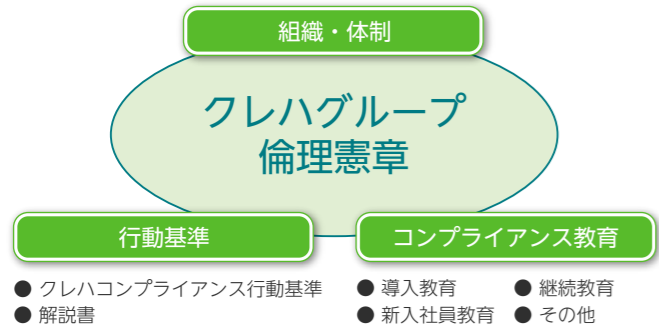 組織・体制
クレハグループ
倫理憲章
行動基準
● クレハコンプライアンス行動基準
● 解説書
コンプライアンス教育
● 導入教育 ● 継続教育
● 新入社員教育 ● その他